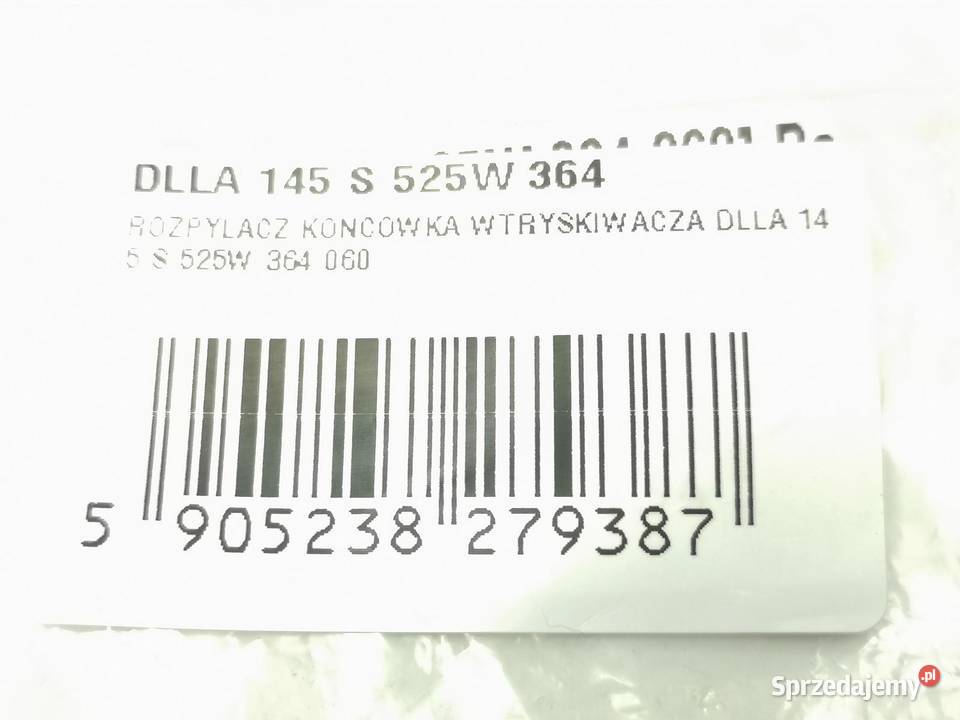 DLLA 145 S 525W 364
ROZPYLACZ KONCOWKA WTRYSKIWACZA DLLA 14
5 S 525W 364 060
5 905238 279387
Sprzedajemy.pl